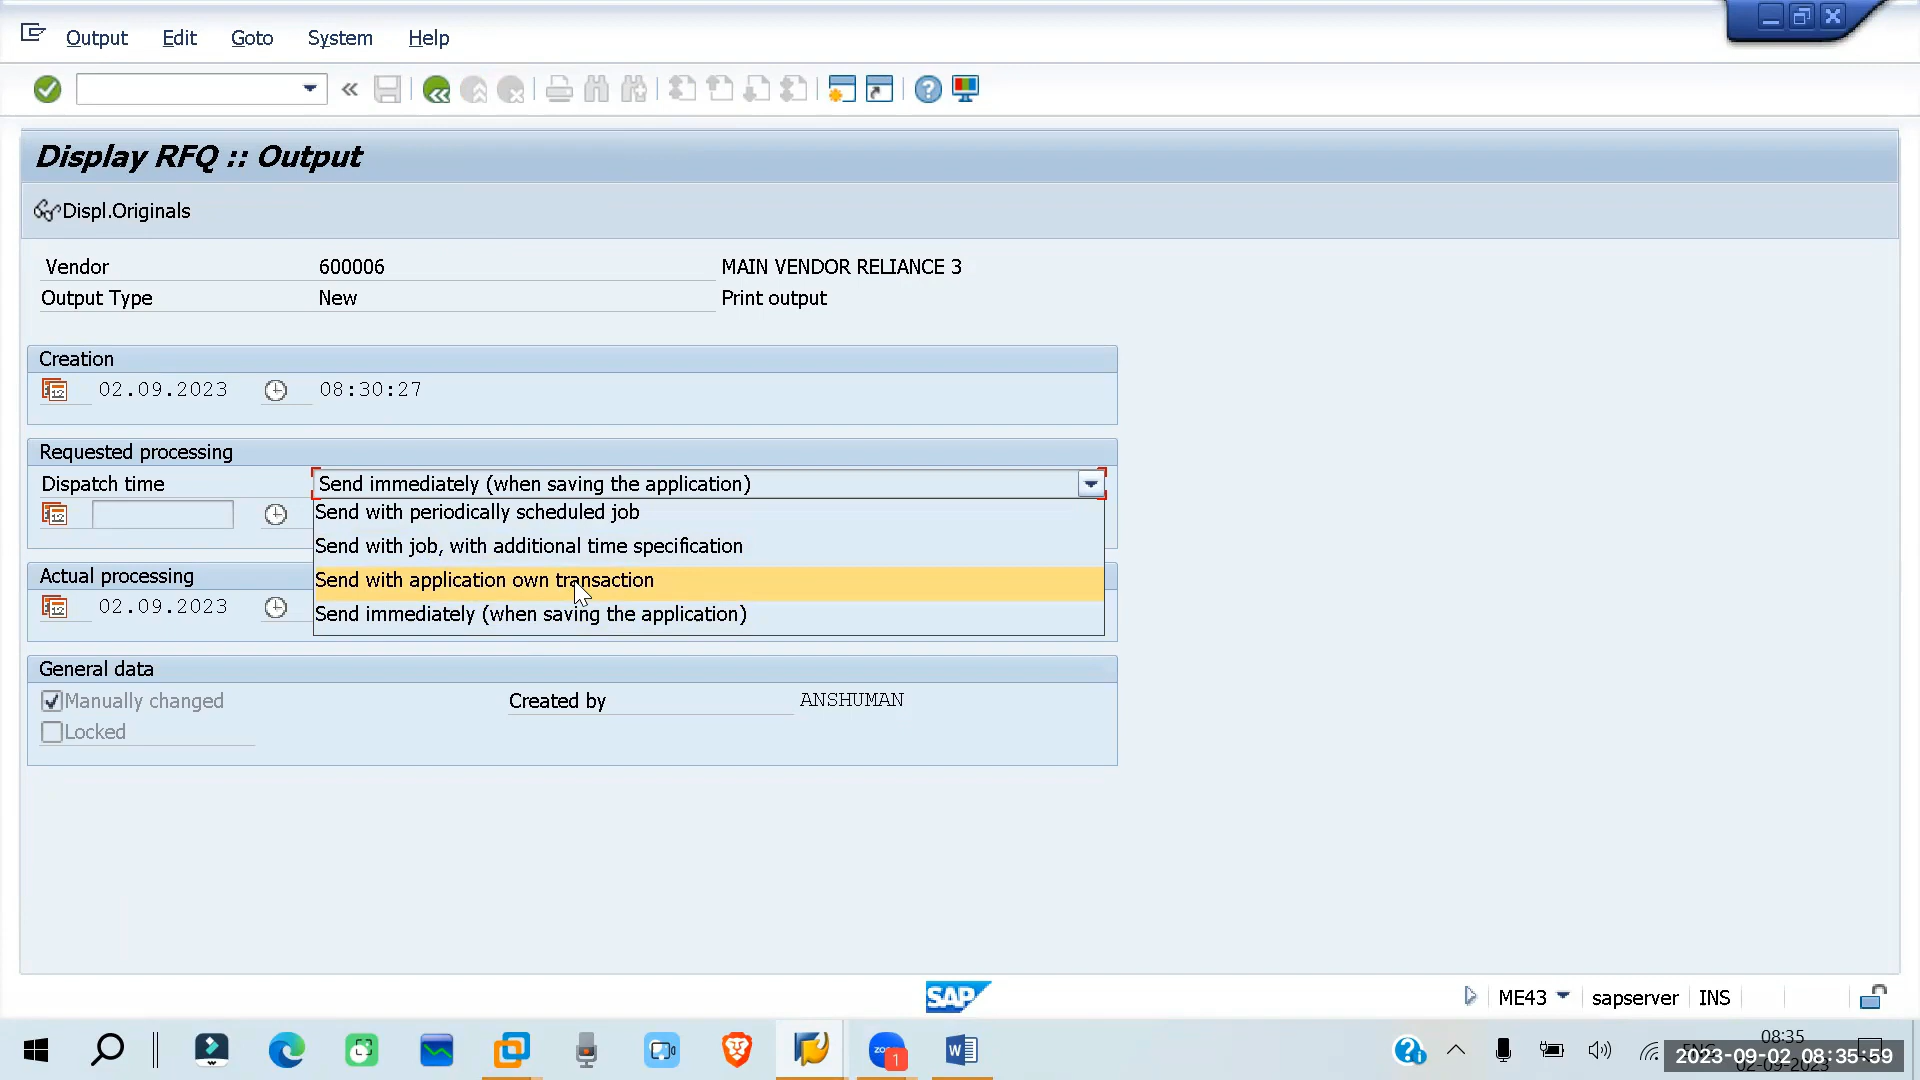 Output Edit Goto System Help
Display RFQ :: Output
Displ.Originals
Vendor 600006 MAIN VENDOR RELIANCE 3
Output Type New Print output
Creation
02.09.2023 08:30:27
Requested processing
Dispatch time Send immediately (when saving the application)
Send with periodically scheduled job
Send with job, with additional time specification
Actual processing
Send with application own transaction
02.09.2023
Send immediately (when saving the application)
General data
Manually changed Created by ANSHUMAN
Locked
SAP ME43 sapserver INS
08:35
2023-09-02 08:35:59